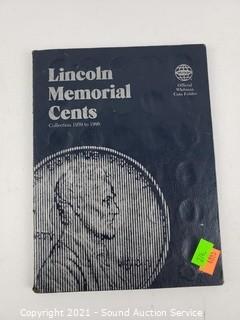 Lincoln
Memorial
Cents
Collection 1959 to 1998
Official
Whitman
Coin Folder
Copyright 2021 - Sound Auction Service